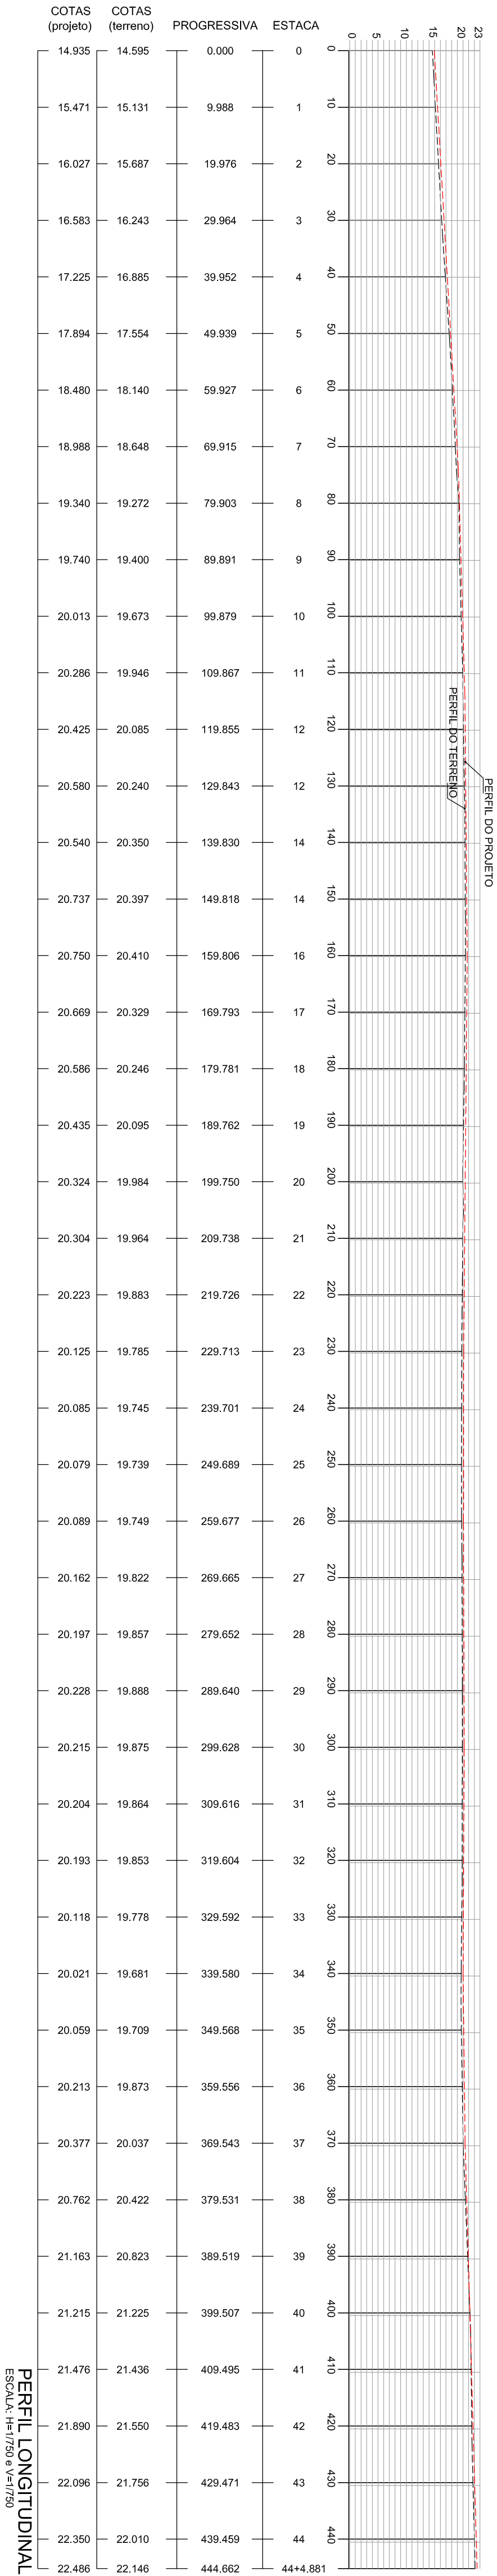 COTAS (projeto) COTAS (terreno) PROGRESSIVA ESTACA
14.935 14.595 0.000 0 0
15.471 15.131 9.988 1 10
16.027 15.687 19.976 2 20
16.583 16.243 29.964 3 30
17.225 16.885 39.952 4 40
17.894 17.554 49.939 5 50
18.480 18.140 59.927 6 60
18.988 18.648 69.915 7 70
19.340 19.272 79.903 8 80
19.740 19.400 89.891 9 90
20.013 19.673 99.879 10 100
20.286 19.946 109.867 11 110
20.425 20.085 119.855 12 120
20.580 20.240 129.843 12 130
20.540 20.350 139.830 14 140
20.737 20.397 149.818 14 150
20.750 20.410 159.806 16 160
20.669 20.329 169.793 17 170
20.586 20.246 179.781 18 180
20.435 20.095 189.762 19 190
20.324 19.984 199.750 20 200
20.304 19.964 209.738 21 210
20.223 19.883 219.726 22 220
20.125 19.785 229.713 23 230
20.085 19.745 239.701 24 240
20.079 19.739 249.689 25 250
20.089 19.749 259.677 26 260
20.162 19.822 269.665 27 270
20.197 19.857 279.652 28 280
20.228 19.888 289.640 29 290
20.215 19.875 299.628 30 300
20.204 19.864 309.616 31 310
20.193 19.853 319.604 32 320
20.118 19.778 329.592 33 330
20.021 19.681 339.580 34 340
20.059 19.709 349.568 35 350
20.213 19.873 359.556 36 360
20.377 20.037 369.543 37 370
20.762 20.422 379.531 38 380
21.163 20.823 389.519 39 390
21.215 21.225 399.507 40 400
21.476 21.436 409.495 41 410
21.890 21.550 419.483 42 420
22.096 21.756 429.471 43 430
22.350 22.010 439.459 44 440
22.486 22.146 444.662 44+4.881
0 5 10 15 20 23
PERFIL DO TERRENO
PERFIL DO PROJETO
PERFIL LONGITUDINAL
ESCALA: H=1/750 e V=1/750